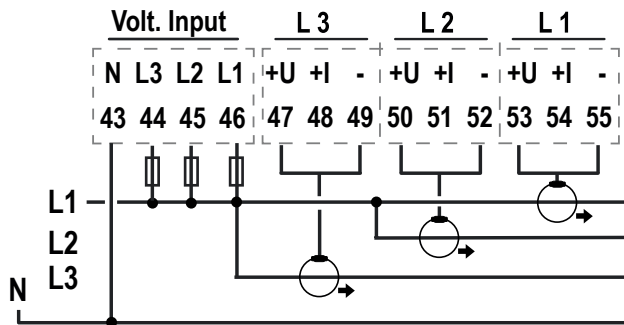 Volt. Input L 3 L 2 L 1
N L3 L2 L1 +U +I - +U +I - +U +I -
43 44 45 46 47 48 49 50 51 52 53 54 55
L1
L2
L3
N